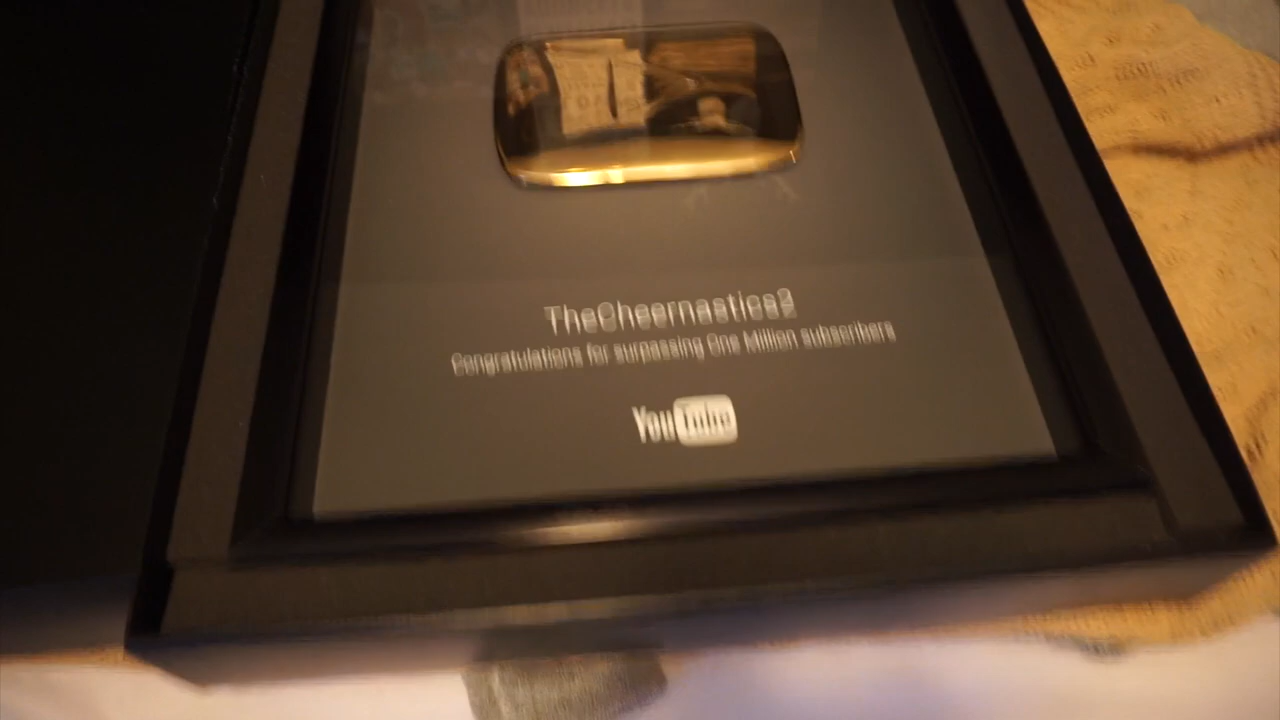 TheCheernastics2
Congratulations for surpassing One Million subscribers
YouTube